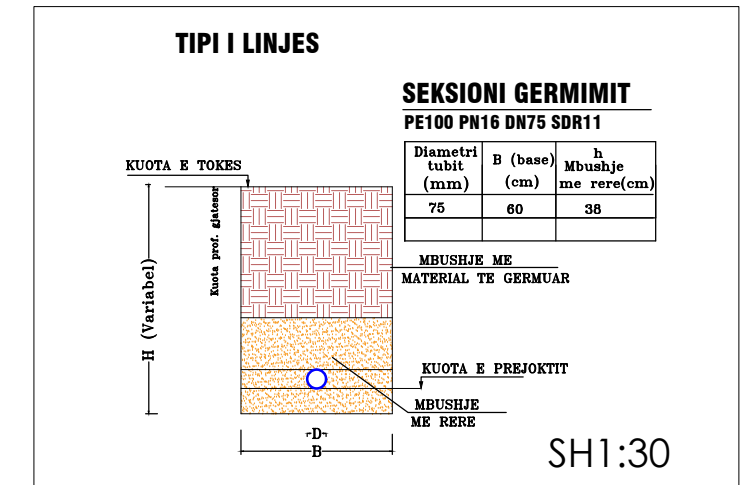 TIPI I LINJES
SEKSIONI GERMIMIT
PE100 PN16 DN75 SDR11
Diametri tubit (mm)
B (base) (cm)
h Mbushje me rere(cm)
75 60 38
KUOTA E TOKES
Kuota prof. gjatesor
H (Variabel)
MBUSHJE ME
MATERIAL TE GERMUAR
KUOTA E PREJOKTIT
MBUSHJE
ME RERE
D
B
SH1:30